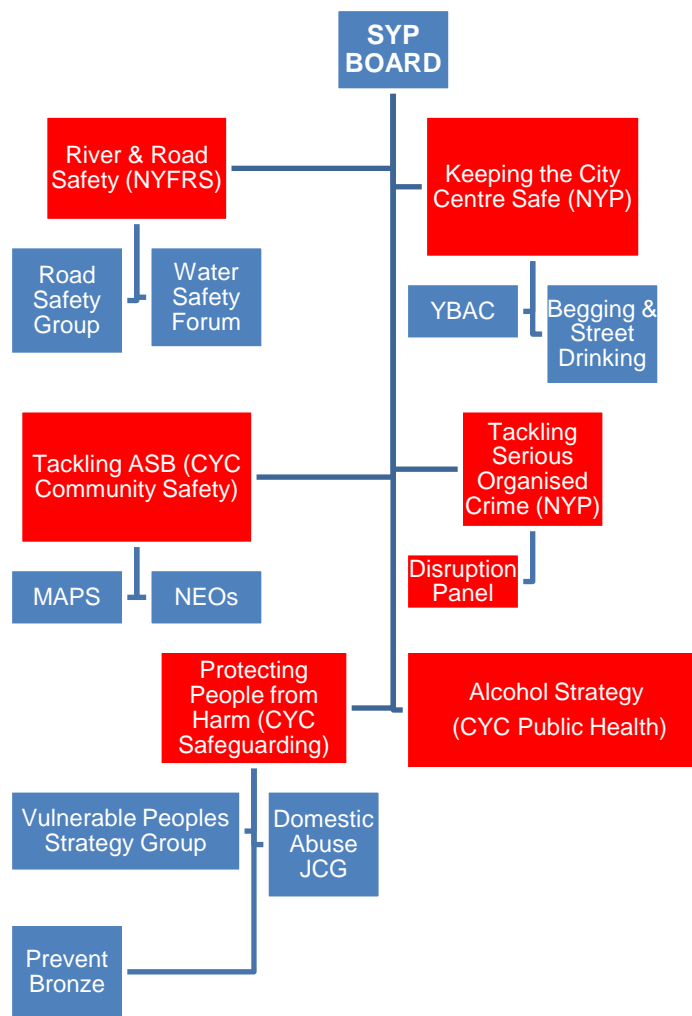 SYP
BOARD
River & Road
Safety (NYFRS)
Keeping the City
Centre Safe (NYP)
Road
Safety
Group
Water
Safety
Forum
YBAC
Begging &
Street
Drinking
Tackling ASB (CYC
Community Safety)
Tackling
Serious
Organised
Crime (NYP)
MAPS
NEOs
Disruption
Panel
Protecting
People from
Harm (CYC
Safeguarding)
Alcohol Strategy
(CYC Public Health)
Vulnerable Peoples
Strategy Group
Domestic
Abuse
JCG
Prevent
Bronze